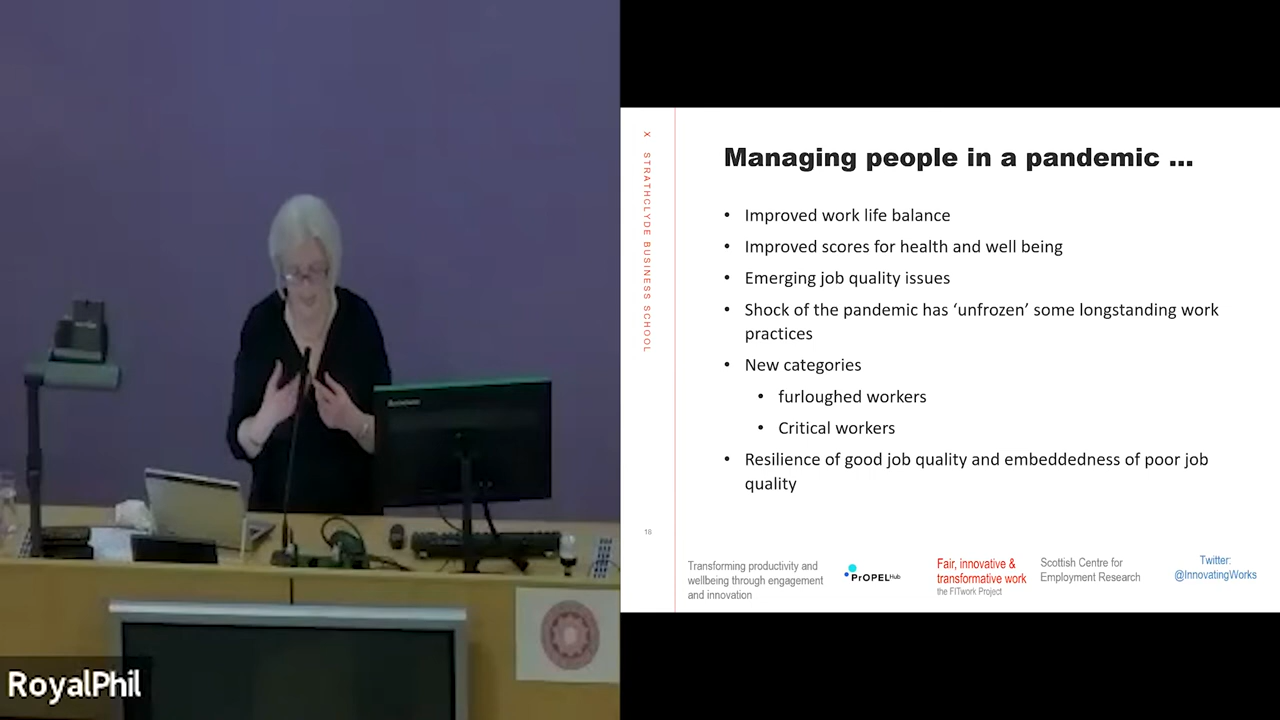 RoyalPhil
X STRATHCLYDE BUSINESS SCHOOL
Managing people in a pandemic ...
• Improved work life balance
• Improved scores for health and well being
• Emerging job quality issues
• Shock of the pandemic has ‘unfrozen’ some longstanding work
practices
• New categories
• furloughed workers
• Critical workers
• Resilience of good job quality and embeddedness of poor job
quality
18
Transforming productivity and
wellbeing through engagement
and innovation
PrOPEL Hub
Fair, innovative &
transformative work
the FITwork Project
Scottish Centre for
Employment Research
Twitter:
@InnovatingWorks